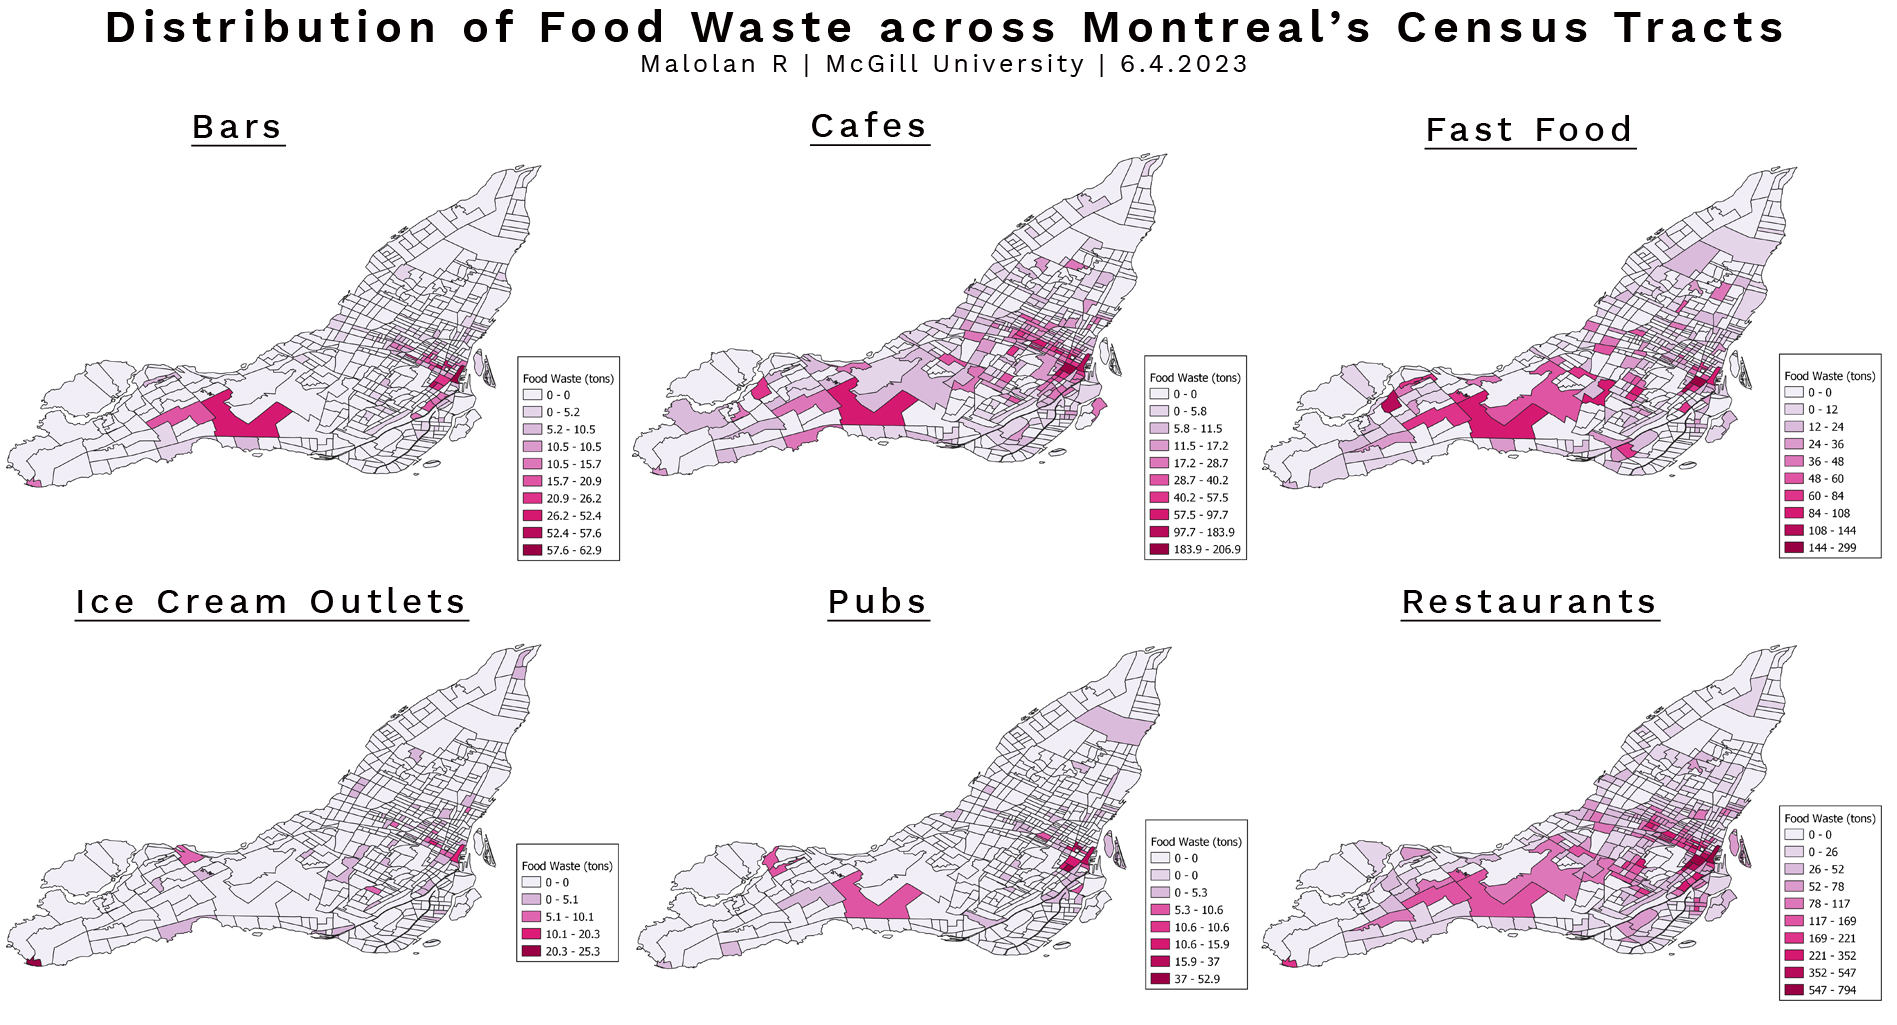 Distribution of Food Waste across Montreal's Census Tracts
Malolan R | McGill University | 6.4.2023
Bars
Cafes
Fast Food
Food Waste (tons)
0 - 0
0 - 5.2
5.2 - 10.5
10.5 - 10.5
10.5 - 15.7
15.7 - 20.9
20.9 - 26.2
26.2 - 52.4
52.4 - 57.6
57.6 - 62.9
Food Waste (tons)
0 - 0
0 - 5.8
5.8 - 11.5
11.5 - 17.2
17.2 - 28.7
28.7 - 40.2
40.2 - 57.5
57.5 - 97.7
97.7 - 183.9
183.9 - 206.9
Food Waste (tons)
0 - 0
0 - 12
12 - 24
24 - 36
36 - 48
48 - 60
60 - 84
84 - 108
108 - 144
144 - 299
Ice Cream Outlets
Pubs
Restaurants
Food Waste (tons)
0 - 0
0 - 5.1
5.1 - 10.1
10.1 - 20.3
20.3 - 25.3
Food Waste (tons)
0 - 0
0 - 0
0 - 5.3
5.3 - 10.6
10.6 - 10.6
10.6 - 15.9
15.9 - 37
37 - 52.9
Food Waste (tons)
0 - 0
0 - 26
26 - 52
52 - 78
78 - 117
117 - 169
169 - 221
221 - 352
352 - 547
547 - 794